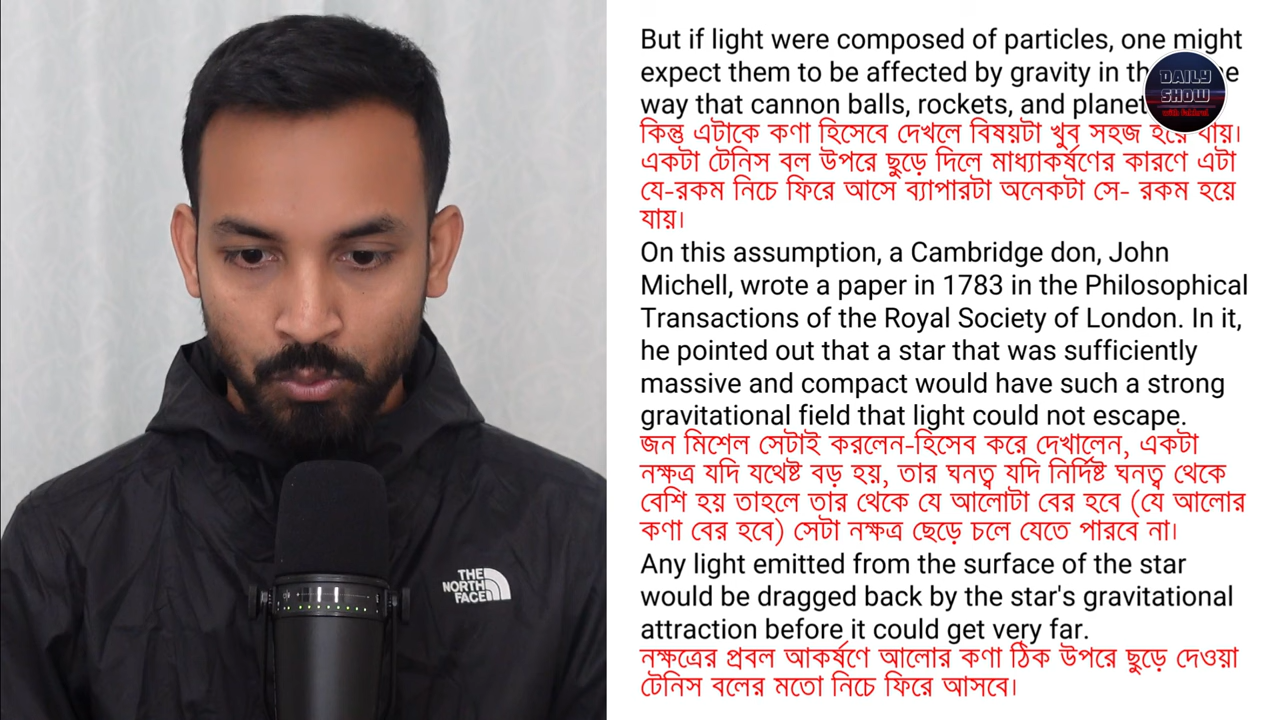 But if light were composed of particles, one might
expect them to be affected by gravity in th e
way that cannon balls, rockets, and planet
DAILY
SHOW
কিন্তু এটাকে কণা হিসেবে দেখলে বিষয়টা খুব সহজ হয়ে যায়।
একটা টেনিস বল উপরে ছুড়ে দিলে মাধ্যাকর্ষণের কারণে এটা
যে-রকম নিচে ফিরে আসে ব্যাপারটা অনেকটা সে- রকম হয়ে
যায়।
On this assumption, a Cambridge don, John
Michell, wrote a paper in 1783 in the Philosophical
Transactions of the Royal Society of London. In it,
he pointed out that a star that was sufficiently
massive and compact would have such a strong
gravitational field that light could not escape.
জন মিশেল সেটাই করলেন-হিসেব করে দেখালেন, একটা
নক্ষত্র যদি যথেষ্ট বড় হয়, তার ঘনত্ব যদি নির্দিষ্ট ঘনত্ব থেকে
বেশি হয় তাহলে তার থেকে যে আলোটা বের হবে (যে আলোর
কণা বের হবে) সেটা নক্ষত্র ছেড়ে চলে যেতে পারবে না।
Any light emitted from the surface of the star
would be dragged back by the star's gravitational
attraction before it could get very far.
নক্ষত্রের প্রবল আকর্ষণে আলোর কণা ঠিক উপরে ছুড়ে দেওয়া
টেনিস বলের মতো নিচে ফিরে আসবে।
THE
NORTH
FACE